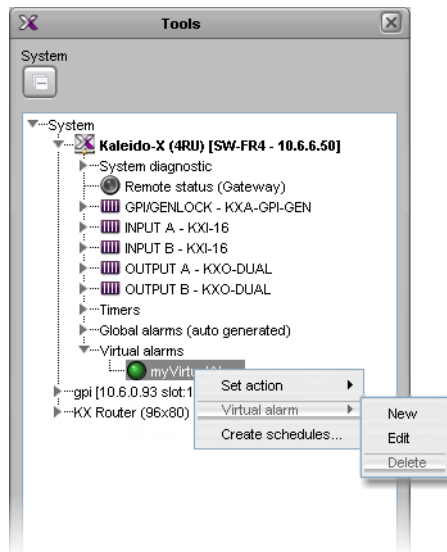 Tools
System
System
Kaleido-X (4RU) [SW-FR4 - 10.6.6.50]
System diagnostic
Remote status (Gateway)
GPI/GENLOCK - KXA-GPI-GEN
INPUT A - KXI-16
INPUT B - KXI-16
OUTPUT A - KXO-DUAL
OUTPUT B - KXO-DUAL
Timers
Global alarms (auto generated)
Virtual alarms
Set action
gpi [10.6.0.93 slot:1
Virtual alarm
New
KX Router (96x80)
Create schedules...
Edit
Delete